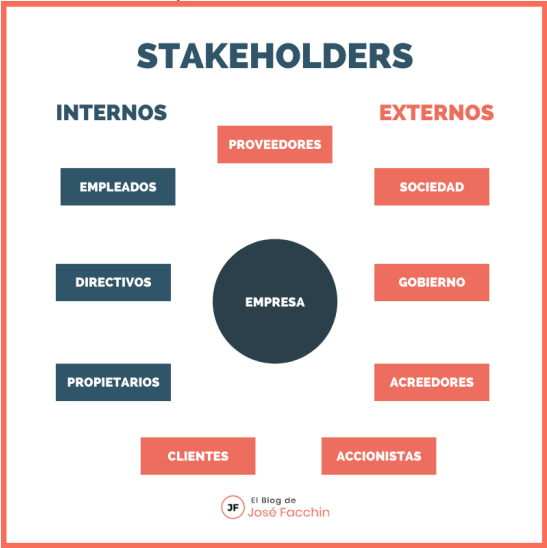 STAKEHOLDERS
INTERNOS
EXTERNOS
PROVEEDORES
EMPLEADOS
SOCIEDAD
DIRECTIVOS
EMPRESA
GOBIERNO
PROPIETARIOS
ACREEDORES
CLIENTES
ACCIONISTAS
JF
El Blog de
José Facchin